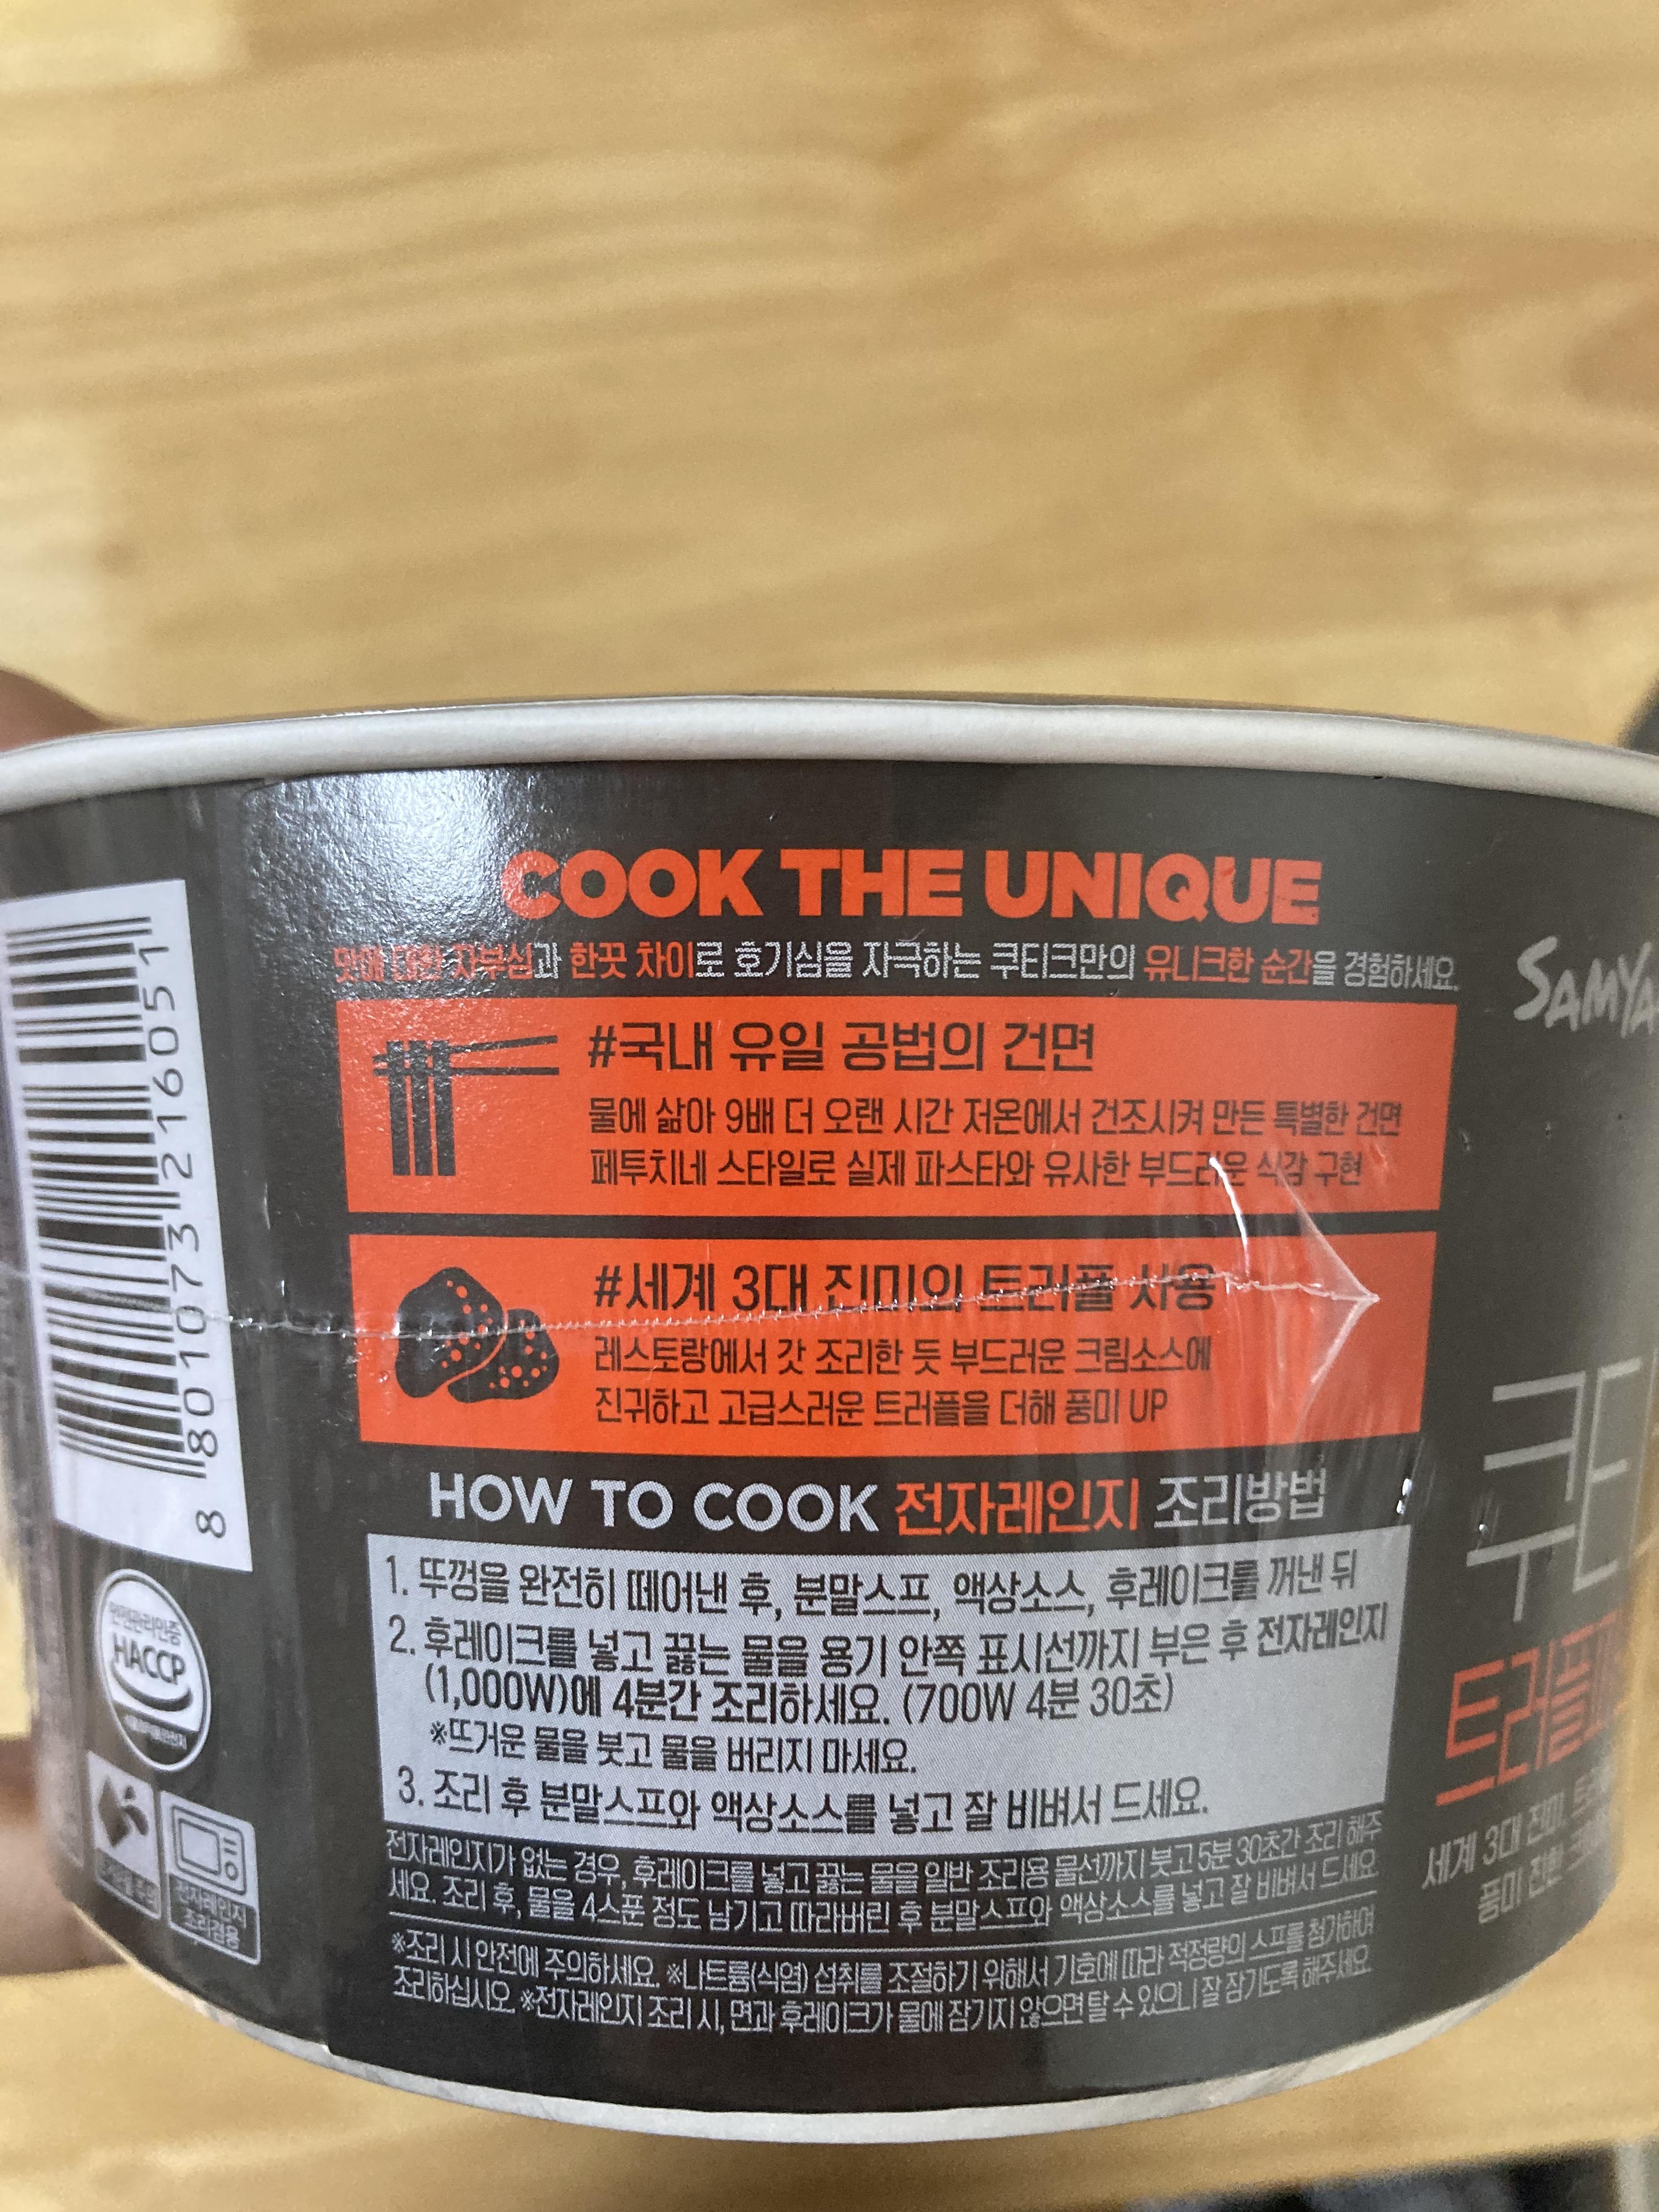 COOK THE UNIQUE
맛에 대한 자부심과 한끗 차이로 호기심을 자극하는 쿠티크만의 유니크한 순간을 경험하세요.
#국내 유일 공법의 건면
물에 삶아 9배 더 오랜 시간 저온에서 건조시켜 만든 특별한 건면
페투치네 스타일로 실제 파스타와 유사한 부드러운 식감 구현
#세계 3대 진미의 트러플 사용
레스토랑에서 갓 조리한 듯 부드러운 크림소스에
진귀하고 고급스러운 트러플을 더해 풍미 UP
HOW TO COOK 전자레인지 조리방법
1. 뚜껑을 완전히 떼어낸 후, 분말스프, 액상소스, 후레이크를 꺼낸 뒤
2. 후레이크를 넣고 끓는 물을 용기 안쪽 표시선까지 부은 후 전자레인지
(1,000W)에 4분간 조리하세요. (700W 4분 30초)
※뜨거운 물을 붓고 물을 버리지 마세요.
3. 조리 후 분말스프와 액상소스를 넣고 잘 비벼서 드세요.
전자레인지가 없는 경우, 후레이크를 넣고 끓는 물을 일반 조리용 물선까지 붓고 5분 30초간 조리 해주
세요. 조리 후, 물을 4스푼 정도 남기고 따라버린 후 분말스프와 액상소스를 넣고 잘 비벼서 드세요.
※조리 시 안전에 주의하세요. ※나트륨(식염) 섭취를 조절하기 위해서 기호에 따라 적정량의 스프를 첨가하여
조리하십시오. ※전자레인지 조리 시, 면과 후레이크가 물에 잠기지 않으면 탈 수 있으니 잘 잠기도록 해주세요.
8 801073 216051
안전관리인증
HACCP
전자레인지
조리겸용
SAMYA
쿠티
트러플
세계 3대 진미
풍미 진한